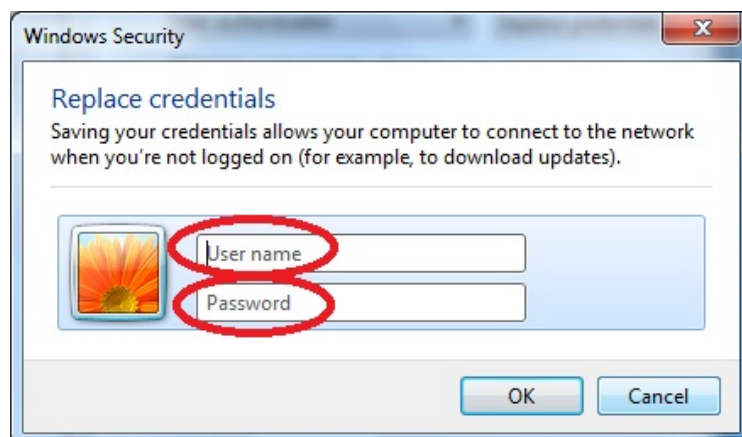 Windows Security
Replace credentials
Saving your credentials allows your computer to connect to the network
when you're not logged on (for example, to download updates).
User name
Password
OK
Cancel